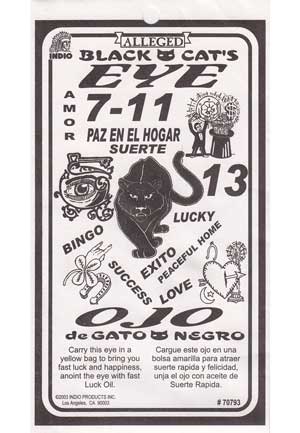 ALLEGED
INDIO
BLACK CAT'S
EYE
AMOR
7-11
PAZ EN EL HOGAR
SUERTE
13
LUCKY
BINGO
EXITO
PEACEFUL HOME
SUCCESS
LOVE
OJO
de GATO NEGRO
Carry this eye in a
yellow bag to bring you
fast luck and happiness,
anoint the eye with fast
Luck Oil.
Cargue este ojo en una
bolsa amarilla para atraer
suerte rapida y felicidad,
unja el ojo con aceite de
Suerte Rapida.
©2003 INDIO PRODUCTS INC.
Los Angeles, CA 90003
# 70793